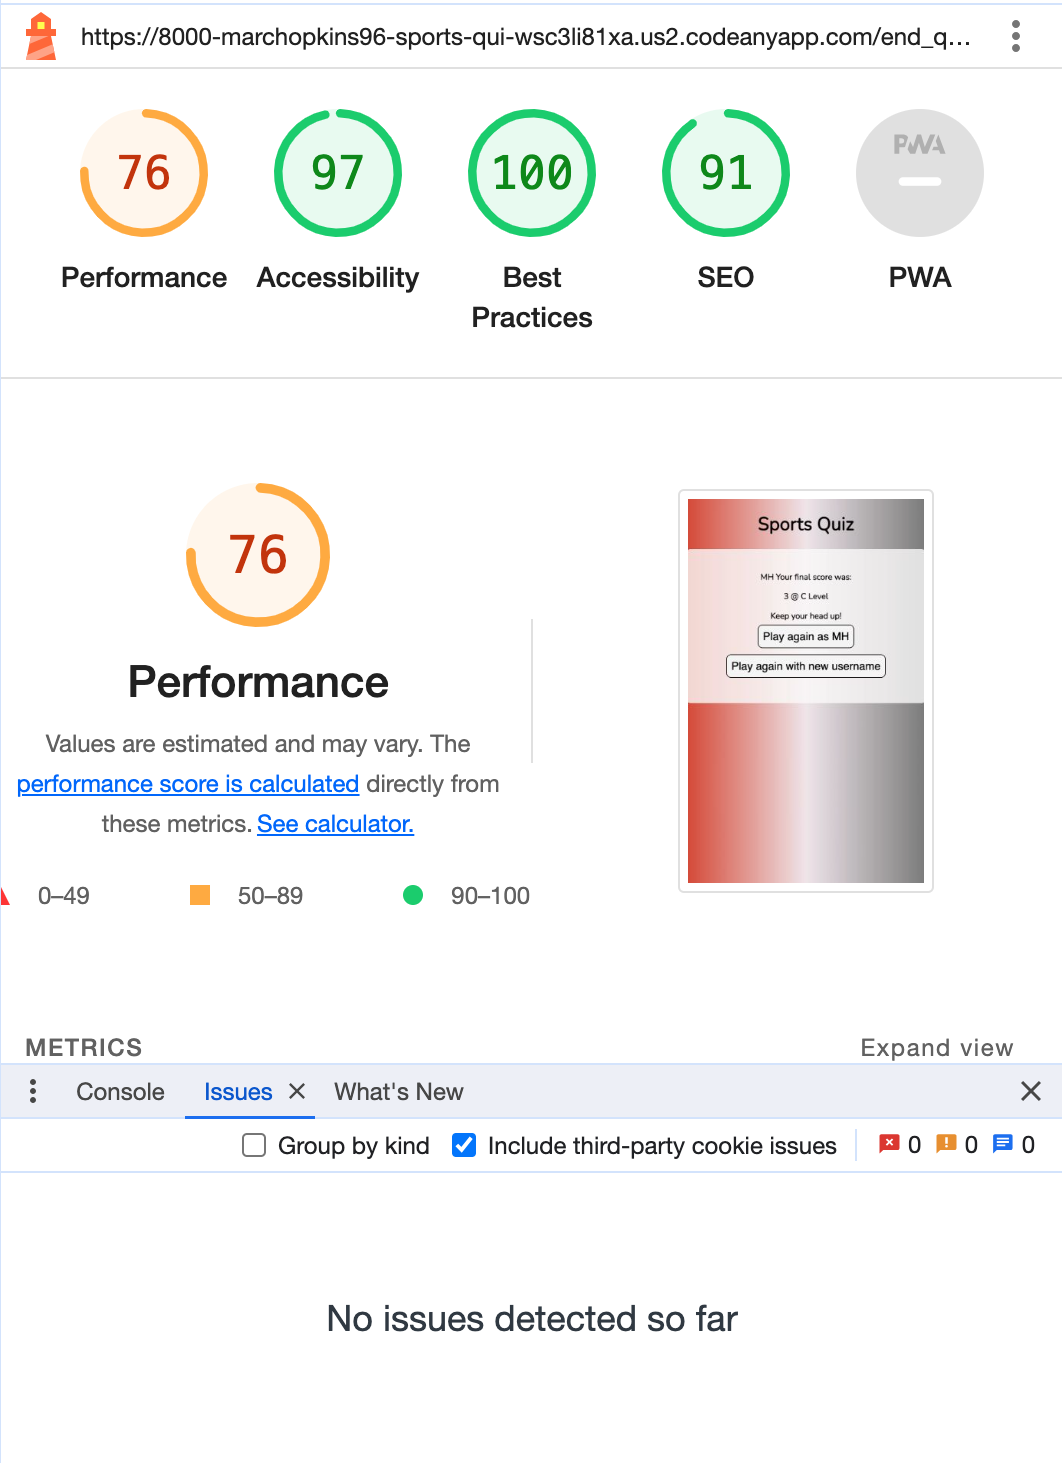 https://8000-marchopkins96-sports-qui-wsc3li81xa.us2.codeanyapp.com/end_q…
76
97
100
91
PWA
Performance
Accessibility
Best
Practices
SEO
PWA
76
Performance
Values are estimated and may vary. The
performance score is calculated directly from
these metrics. See calculator.
0–49
50–89
90–100
Sports Quiz
MH Your final score was:
3 @ C Level
Keep your head up!
Play again as MH
Play again with new username
METRICS
Expand view
Console
Issues
What's New
Group by kind
Include third-party cookie issues
0
0
0
No issues detected so far